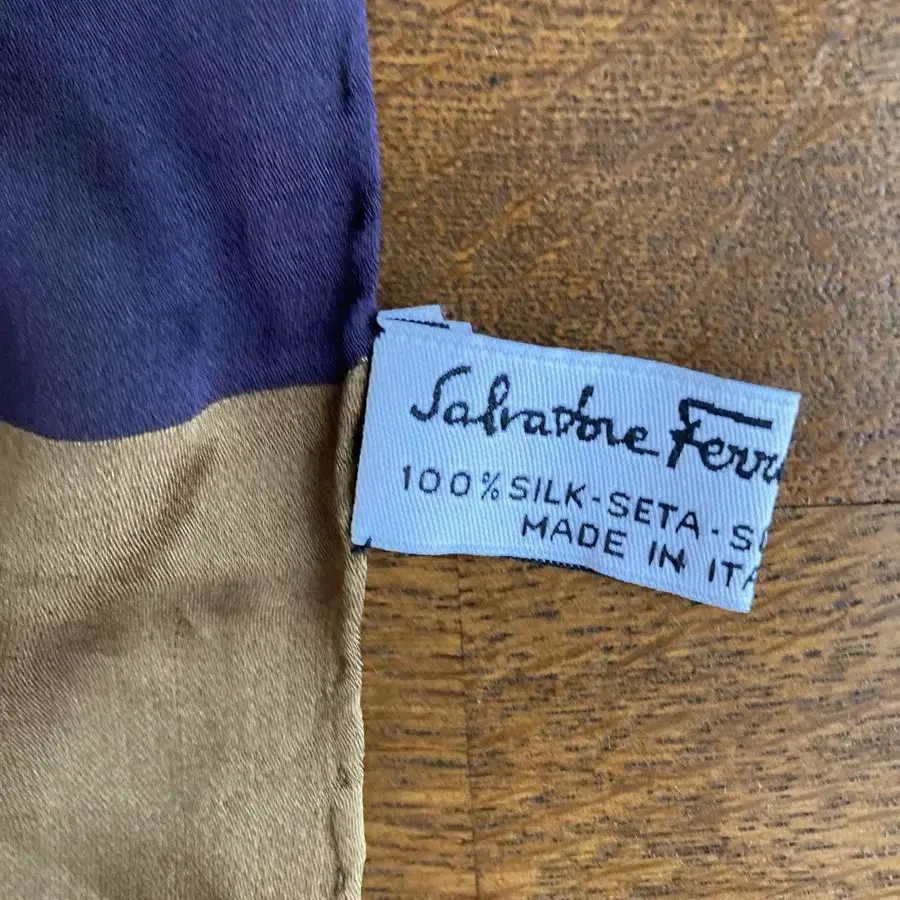 Salvatore Ferr
100% SILK-SETA-S
MADE IN ITA